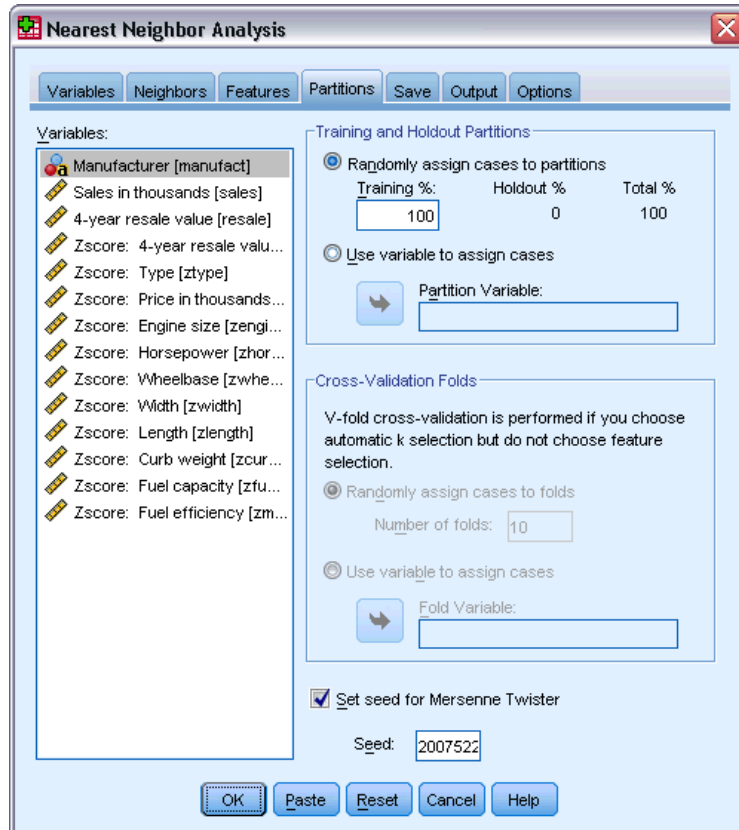 Nearest Neighbor Analysis
Variables Neighbors Features Partitions Save Output Options
Variables:
a Manufacturer [manufact]
Sales in thousands [sales]
4-year resale value [resale]
Zscore: 4-year resale valu...
Zscore: Type [ztype]
Zscore: Price in thousands...
Zscore: Engine size [zengi...
Zscore: Horsepower [zhor...
Zscore: Wheelbase [zwhe...
Zscore: Width [zwidth]
Zscore: Length [zlength]
Zscore: Curb weight [zcur...
Zscore: Fuel capacity [zfu...
Zscore: Fuel efficiency [zm...
Training and Holdout Partitions
Randomly assign cases to partitions
Training %: Holdout % Total %
100 0 100
Use variable to assign cases
Partition Variable:
Cross-Validation Folds
V-fold cross-validation is performed if you choose
automatic k selection but do not choose feature
selection.
Randomly assign cases to folds
Number of folds: 10
Use variable to assign cases
Fold Variable:
Set seed for Mersenne Twister
Seed: 2007522
OK Paste Reset Cancel Help